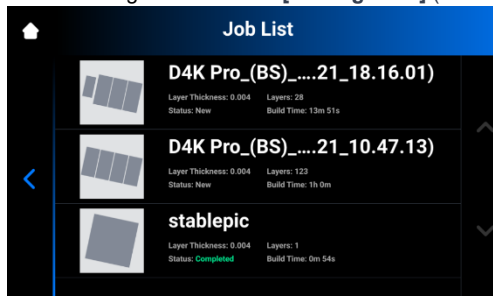 Job List
D4K Pro_(BS)_....21_18.16.01)
Layer Thickness: 0.004 Layers: 28
Status: New Build Time: 13m 51s
D4K Pro_(BS)_....21_10.47.13)
Layer Thickness: 0.004 Layers: 123
Status: New Build Time: 1h 0m
stablepic
Layer Thickness: 0.004 Layers: 1
Status: Completed Build Time: 0m 54s